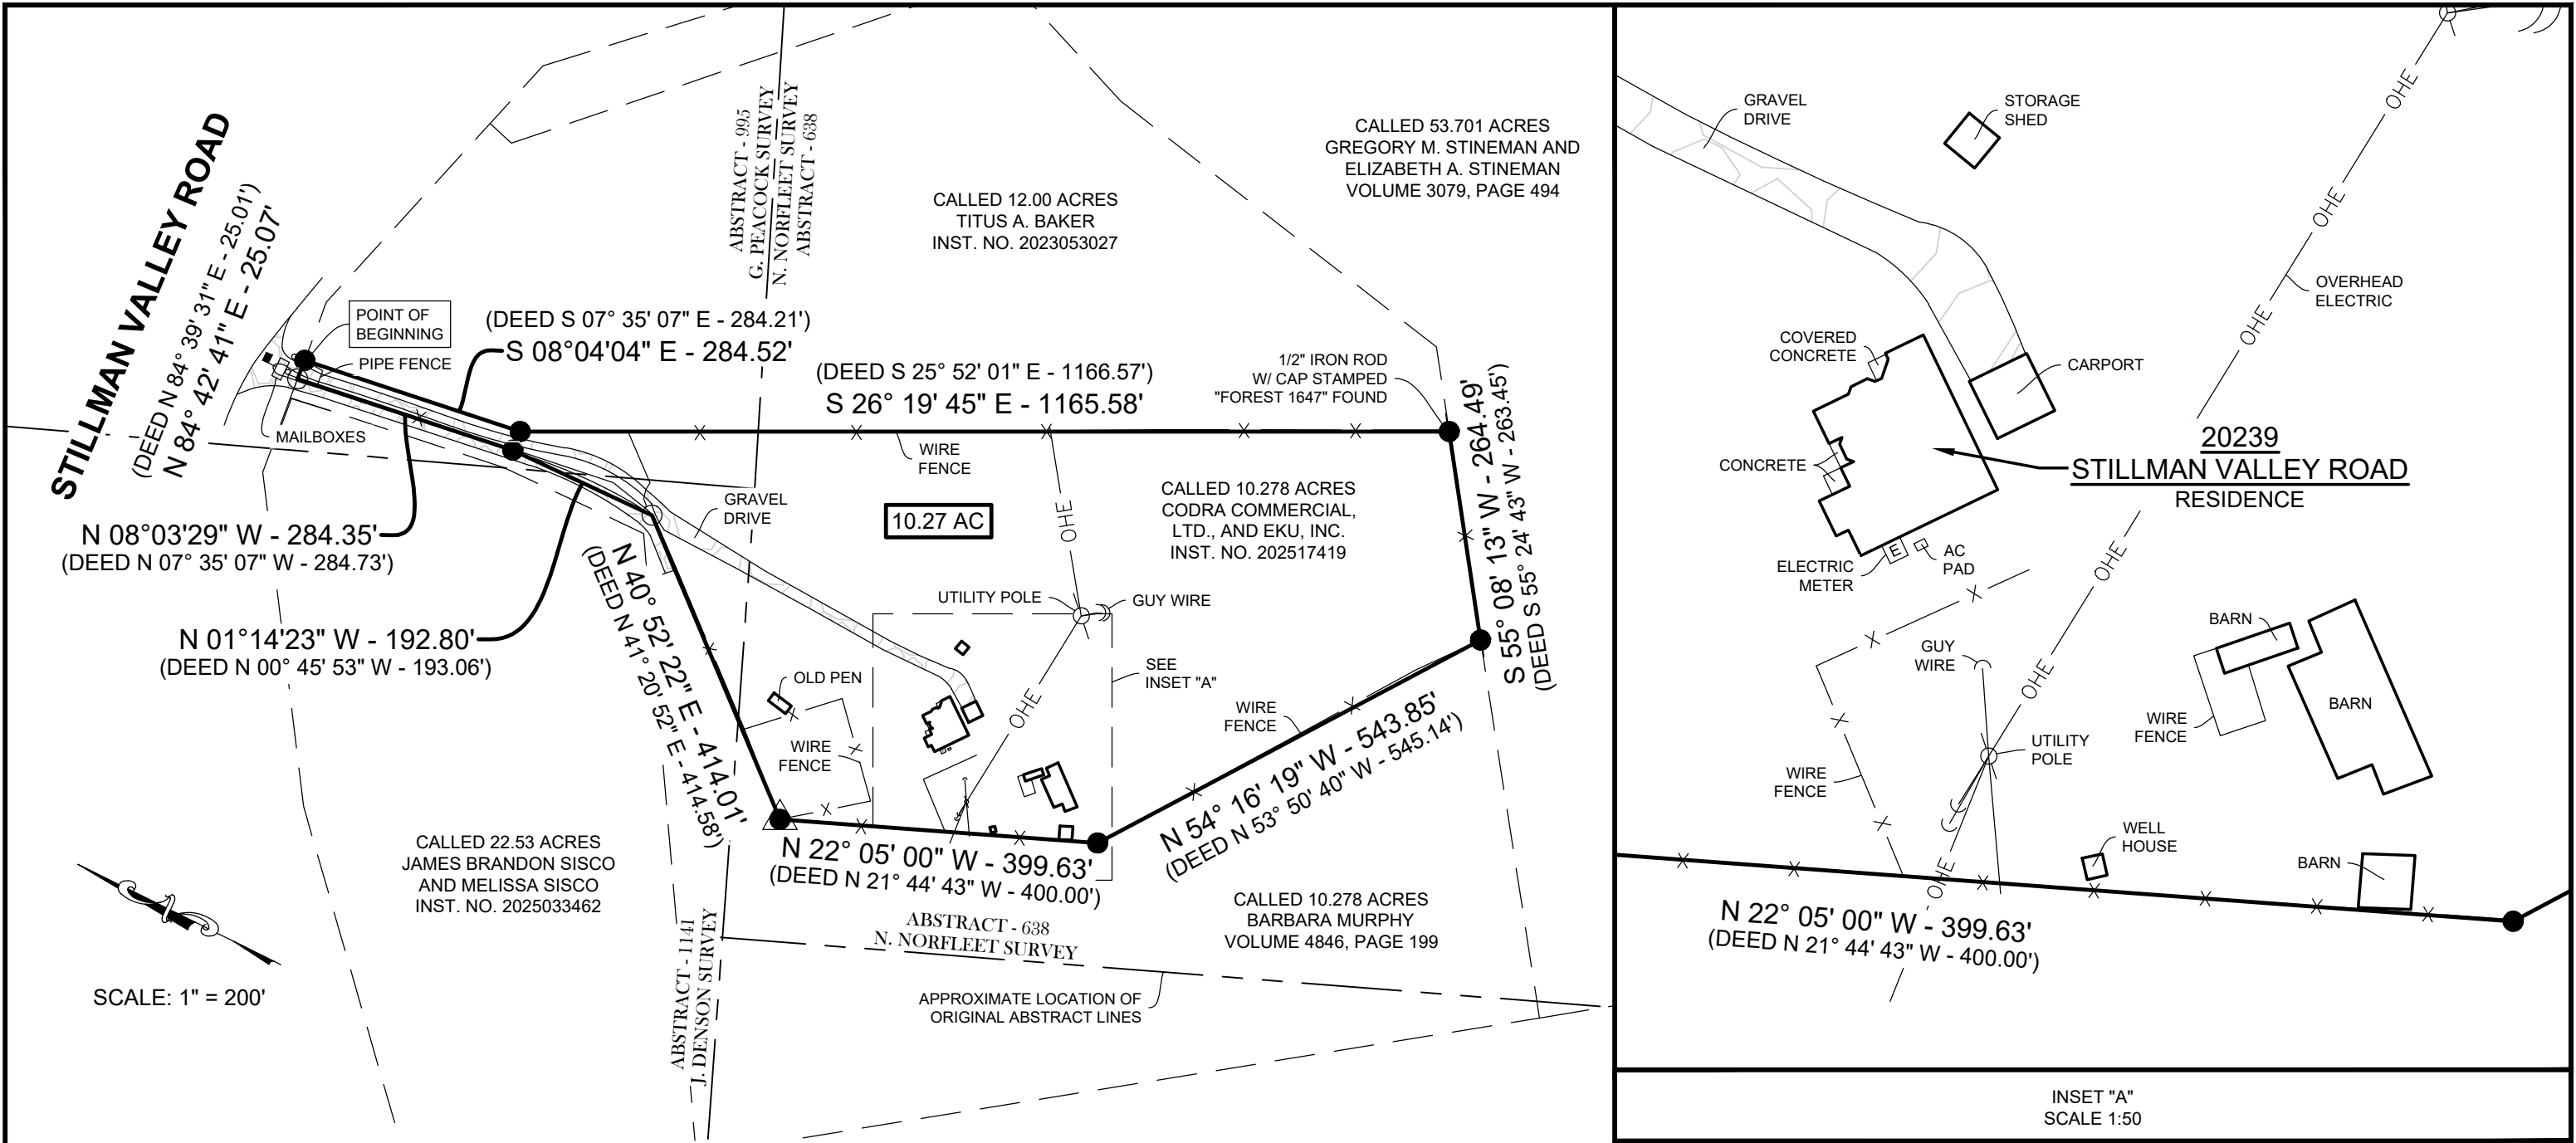 STILLMAN VALLEY ROAD
(DEED N 84° 39' 31" E - 25.01')
N 84° 42' 41" E - 25.07'
POINT OF
BEGINNING
PIPE FENCE
MAILBOXES
(DEED S 07° 35' 07" E - 284.21')
S 08°04'04" E - 284.52'
ABSTRACT - 995
G. PEACOCK SURVEY
N. NORFLEET SURVEY
ABSTRACT - 638
CALLED 12.00 ACRES
TITUS A. BAKER
INST. NO. 2023053027
CALLED 53.701 ACRES
GREGORY M. STINEMAN AND
ELIZABETH A. STINEMAN
VOLUME 3079, PAGE 494
(DEED S 25° 52' 01" E - 1166.57')
S 26° 19' 45" E - 1165.58'
1/2" IRON ROD
W/ CAP STAMPED
"FOREST 1647" FOUND
WIRE
FENCE
S 55° 08' 13" W - 264.49'
(DEED S 55° 24' 43" W - 263.45')
N 08°03'29" W - 284.35'
(DEED N 07° 35' 07" W - 284.73')
N 01°14'23" W - 192.80'
(DEED N 00° 45' 53" W - 193.06')
GRAVEL
DRIVE
10.27 AC
CALLED 10.278 ACRES
CODRA COMMERCIAL,
LTD., AND EKU, INC.
INST. NO. 202517419
OHE
UTILITY POLE
GUY WIRE
N 40° 52' 22" E - 414.01'
(DEED N 41° 20' 52" E - 414.58')
OLD PEN
WIRE
FENCE
OHE
SEE
INSET "A"
WIRE
FENCE
N 54° 16' 19" W - 543.85'
(DEED N 53° 50' 40" W - 545.14')
N 22° 05' 00" W - 399.63'
(DEED N 21° 44' 43" W - 400.00')
CALLED 22.53 ACRES
JAMES BRANDON SISCO
AND MELISSA SISCO
INST. NO. 2025033462
CALLED 10.278 ACRES
BARBARA MURPHY
VOLUME 4846, PAGE 199
ABSTRACT - 638
N. NORFLEET SURVEY
ABSTRACT - 1141
J. DENSON SURVEY
APPROXIMATE LOCATION OF
ORIGINAL ABSTRACT LINES
SCALE: 1" = 200'
GRAVEL
DRIVE
STORAGE
SHED
OHE
OHE
OVERHEAD
ELECTRIC
OHE
COVERED
CONCRETE
CARPORT
CONCRETE
20239
STILLMAN VALLEY ROAD
RESIDENCE
E
ELECTRIC
METER
AC
PAD
OHE
GUY
WIRE
OHE
BARN
BARN
WIRE
FENCE
UTILITY
POLE
WIRE
FENCE
WELL
HOUSE
BARN
OHE
N 22° 05' 00" W - 399.63'
(DEED N 21° 44' 43" W - 400.00')
INSET "A"
SCALE 1:50